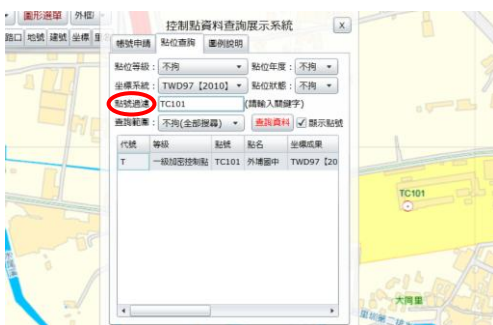 圖形選單 外框
路口 地號 建號 坐標
控制點資料查詢展示系統 x
帳號申請 點位查詢 圖例說明
點位等級： 不拘 點位年度： 不拘
坐標系統： TWD97【2010】 點位狀態： 不拘
點號過濾： TC101 (請輸入關鍵字)
查詢範圍： 不拘(全部搜尋) 查詢資料 顯示點號
代號 等級 點號 點名 坐標成果
T 一級加密控制點 TC101 外埔國中 TWD97【20
TC101
大同里